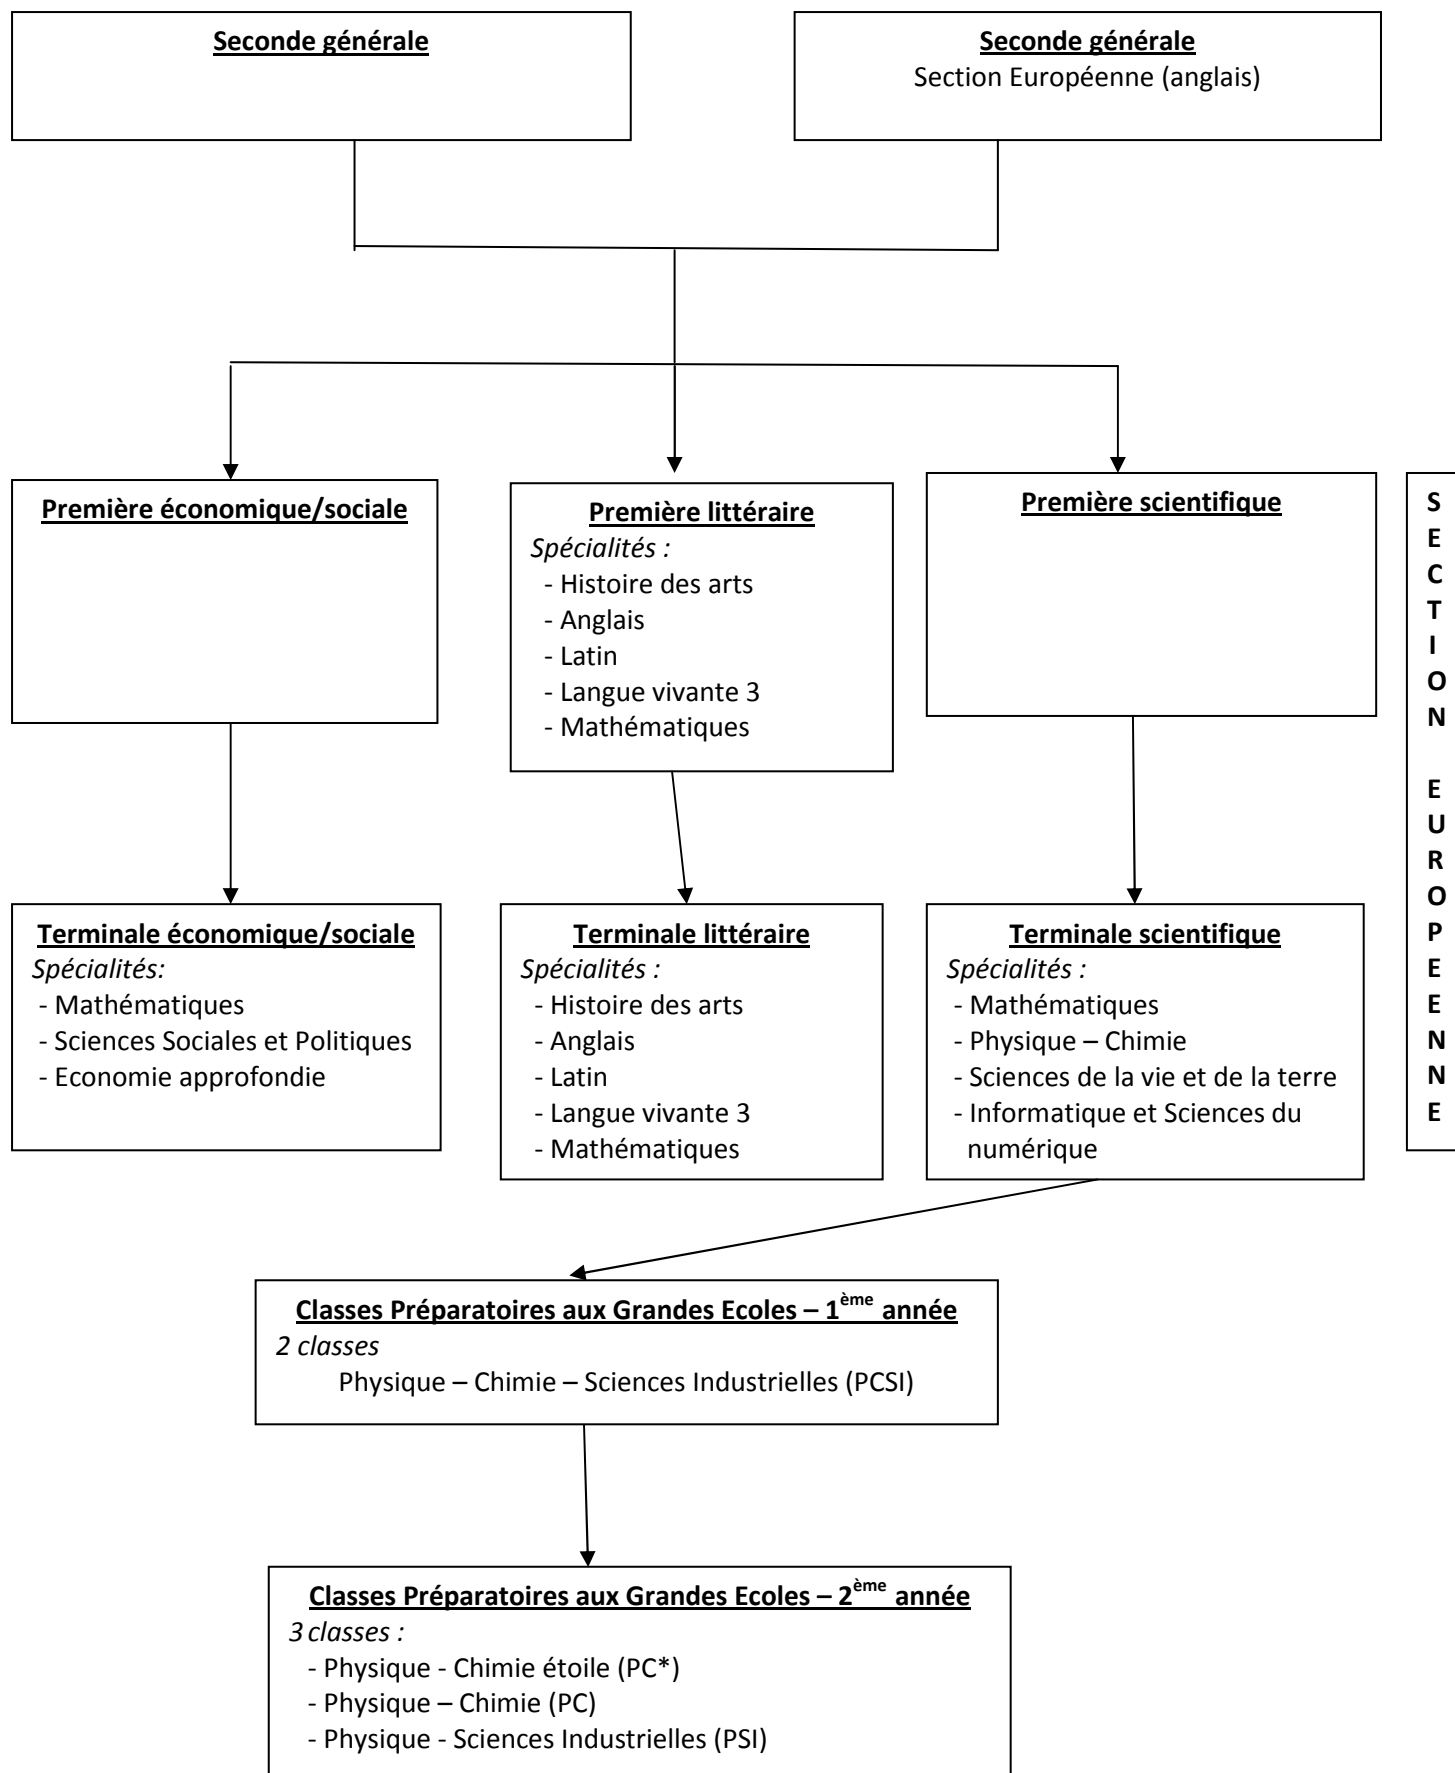 Seconde générale
Seconde générale
Section Européenne (anglais)
Première économique/sociale
Première littéraire
Spécialités :
- Histoire des arts
- Anglais
- Latin
- Langue vivante 3
- Mathématiques
Première scientifique
Terminale économique/sociale
Spécialités:
- Mathématiques
- Sciences Sociales et Politiques
- Economie approfondie
Terminale littéraire
Spécialités :
- Histoire des arts
- Anglais
- Latin
- Langue vivante 3
- Mathématiques
Terminale scientifique
Spécialités :
- Mathématiques
- Physique – Chimie
- Sciences de la vie et de la terre
- Informatique et Sciences du
numérique
S
E
C
T
I
O
N
E
U
R
O
P
E
E
N
N
E
Classes Préparatoires aux Grandes Ecoles – 1ème année
2 classes
Physique – Chimie – Sciences Industrielles (PCSI)
Classes Préparatoires aux Grandes Ecoles – 2ème année
3 classes :
- Physique - Chimie étoile (PC*)
- Physique – Chimie (PC)
- Physique - Sciences Industrielles (PSI)